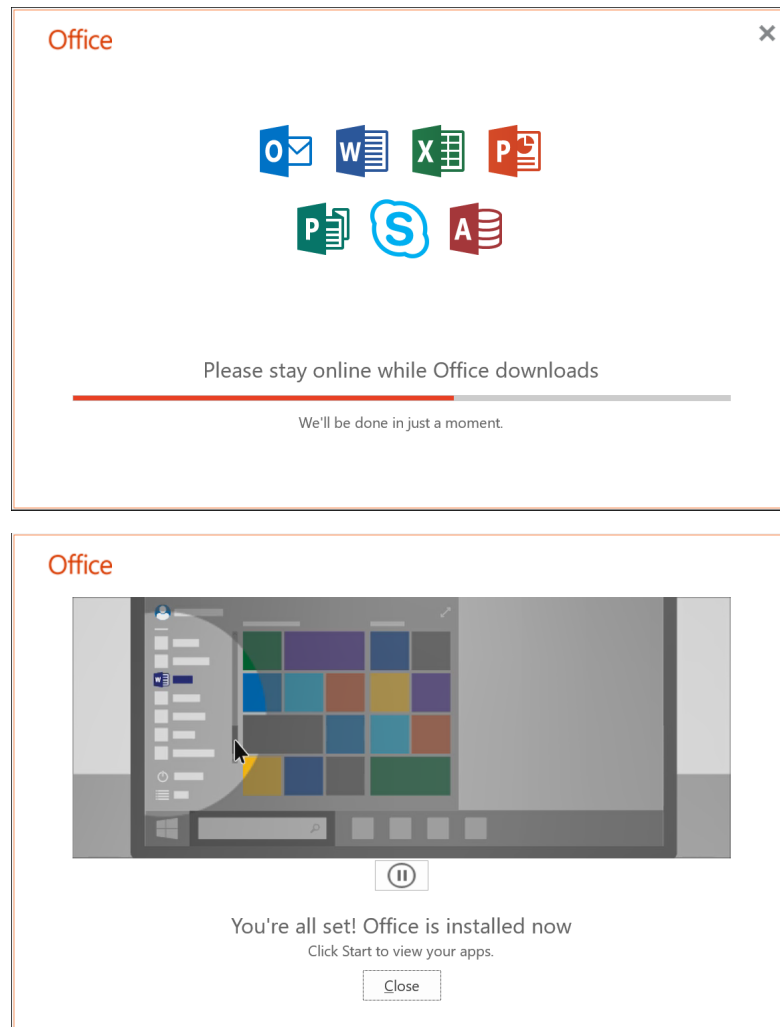 Office
O W X P
P S A
Please stay online while Office downloads
We'll be done in just a moment.
Office
W
You're all set! Office is installed now
Click Start to view your apps.
Close